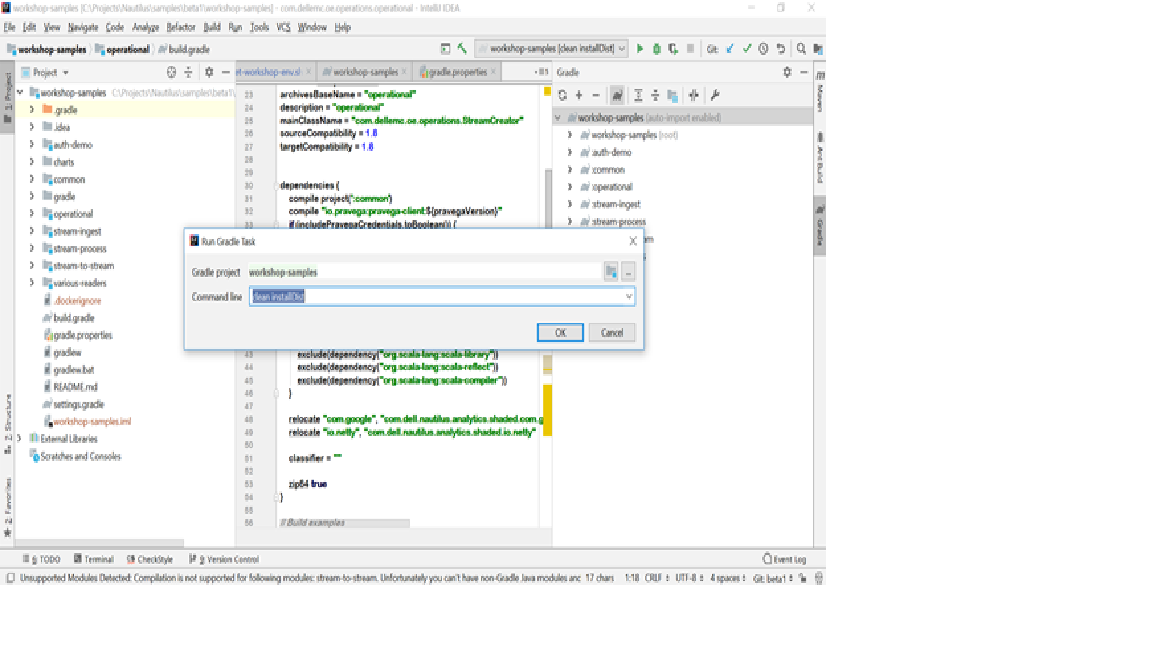 workshop-samples [C:\Projects\Nautilus\samples\beta1\workshop-samples] - com.dellemc.oe.operations.operational - IntelliJ IDEA
File Edit View Navigate Code Analyze Refactor Build Run Tools VCS Window Help
workshop-samples operational build.gradle
workshop-samples [clean installDist]
Git:
1: Project
Project
et-workshop-env.sl
workshop-samples
gradle.properties
Gradle
Maven
Ant Build
Gradle
workshop-samples C:\Projects\Nautilus\samples\beta1\
.gradle
.idea
auth-demo
charts
common
gradle
operational
stream-ingest
stream-process
stream-to-stream
various-readers
.dockerignore
build.gradle
gradle.properties
gradlew
gradlew.bat
README.md
settings.gradle
workshop-samples.iml
External Libraries
Scratches and Consoles
2: Structure
2: Favorites
23 archivesBaseName = "operational"
24 description = "operational"
25 mainClassName = "com.dellemc.oe.operations.StreamCreator"
26 sourceCompatibility = 1.8
27 targetCompatibility = 1.8
28
29
30 dependencies {
31 compile project(':common')
32 compile "io.pravega:pravega-client:${pravegaVersion}"
33 if (includePravegaCredentials.toBoolean()) {
43 exclude(dependency("org.scala-lang:scala-library"))
44 exclude(dependency("org.scala-lang:scala-reflect"))
45 exclude(dependency("org.scala-lang:scala-compiler"))
46 }
47
48 relocate "com.google", "com.dell.nautilus.analytics.shaded.com.g
49 relocate "io.netty", "com.dell.nautilus.analytics.shaded.io.netty"
50
51 classifier = ""
52
53 zip64 true
54 }
55
56 // Build examples
workshop-samples (auto-import enabled)
workshop-samples [root]
:auth-demo
:common
:operational
:stream-ingest
:stream-process
Run Gradle Task
Gradle project workshop-samples
...
Command line clean installDist
OK Cancel
6: TODO Terminal CheckStyle 9: Version Control Event Log
Unsupported Modules Detected: Compilation is not supported for following modules: stream-to-stream. Unfortunately you can't have non-Gradle Java modules anc 17 chars 1:18 CRLF UTF-8 4 spaces Git: beta1